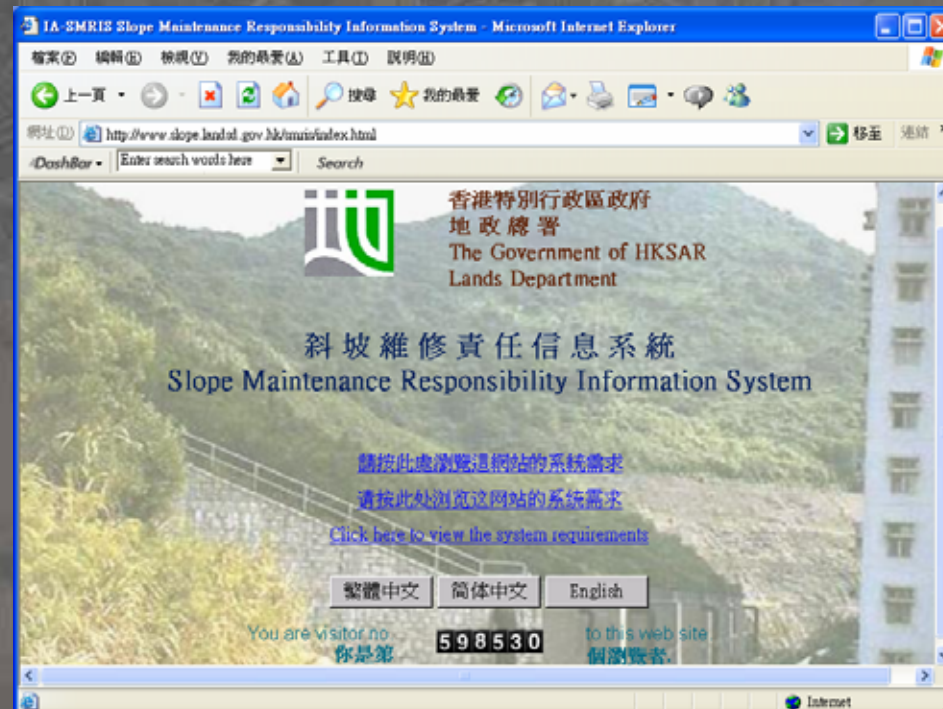 IA-SMRIS Slope Maintenance Responsibility Information System - Microsoft Internet Explorer
檔案(F) 編輯(E) 檢視(V) 我的最愛(A) 工具(T) 說明(H)
上一頁 搜尋 我的最愛
網址(D) http://www.slope.landsd.gov.hk/smris/index.html 移至 連結
DashBar Enter search words here Search
香港特別行政區政府
地政總署
The Government of HKSAR
Lands Department
斜坡維修責任信息系統
Slope Maintenance Responsibility Information System
請按此處瀏覽這網站的系統需求
请按此处浏览这网站的系统需求
Click here to view the system requirements
繁體中文 简体中文 English
You are visitor no 598530 to this web site
你是第 個瀏覽者.
Internet